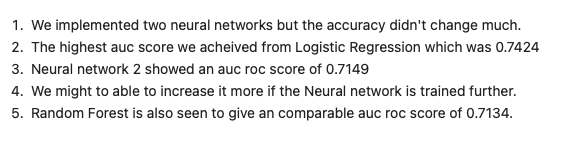 1. We implemented two neural networks but the accuracy didn't change much.
2. The highest auc score we acheived from Logistic Regression which was 0.7424
3. Neural network 2 showed an auc roc score of 0.7149
4. We might to able to increase it more if the Neural network is trained further.
5. Random Forest is also seen to give an comparable auc roc score of 0.7134.